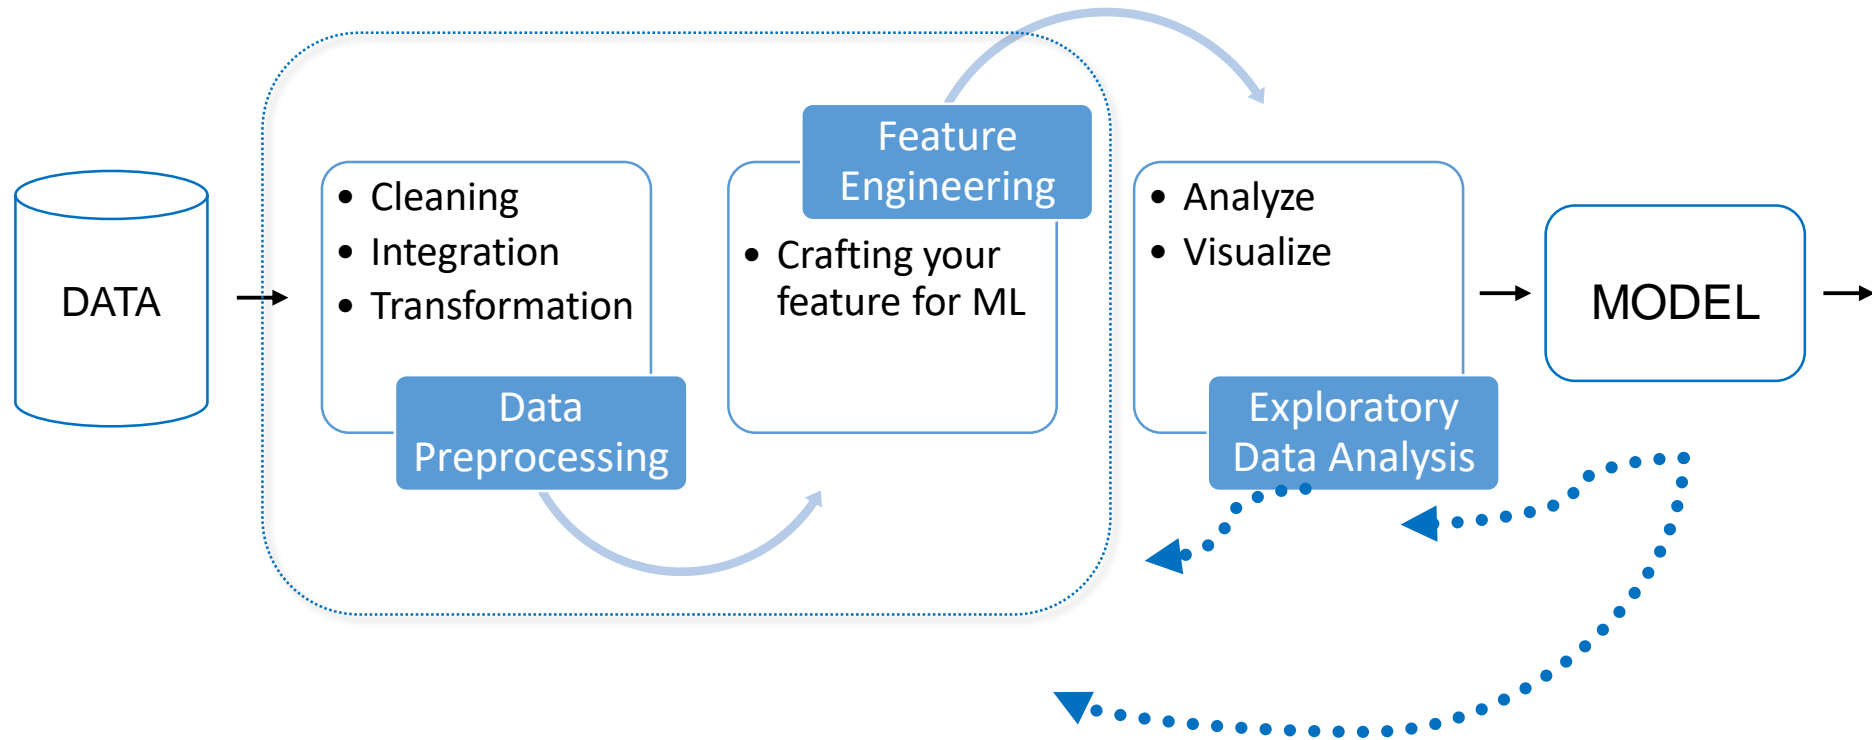 DATA
• Cleaning
• Integration
• Transformation
Data
Preprocessing
Feature
Engineering
• Crafting your
feature for ML
• Analyze
• Visualize
Exploratory
Data Analysis
MODEL